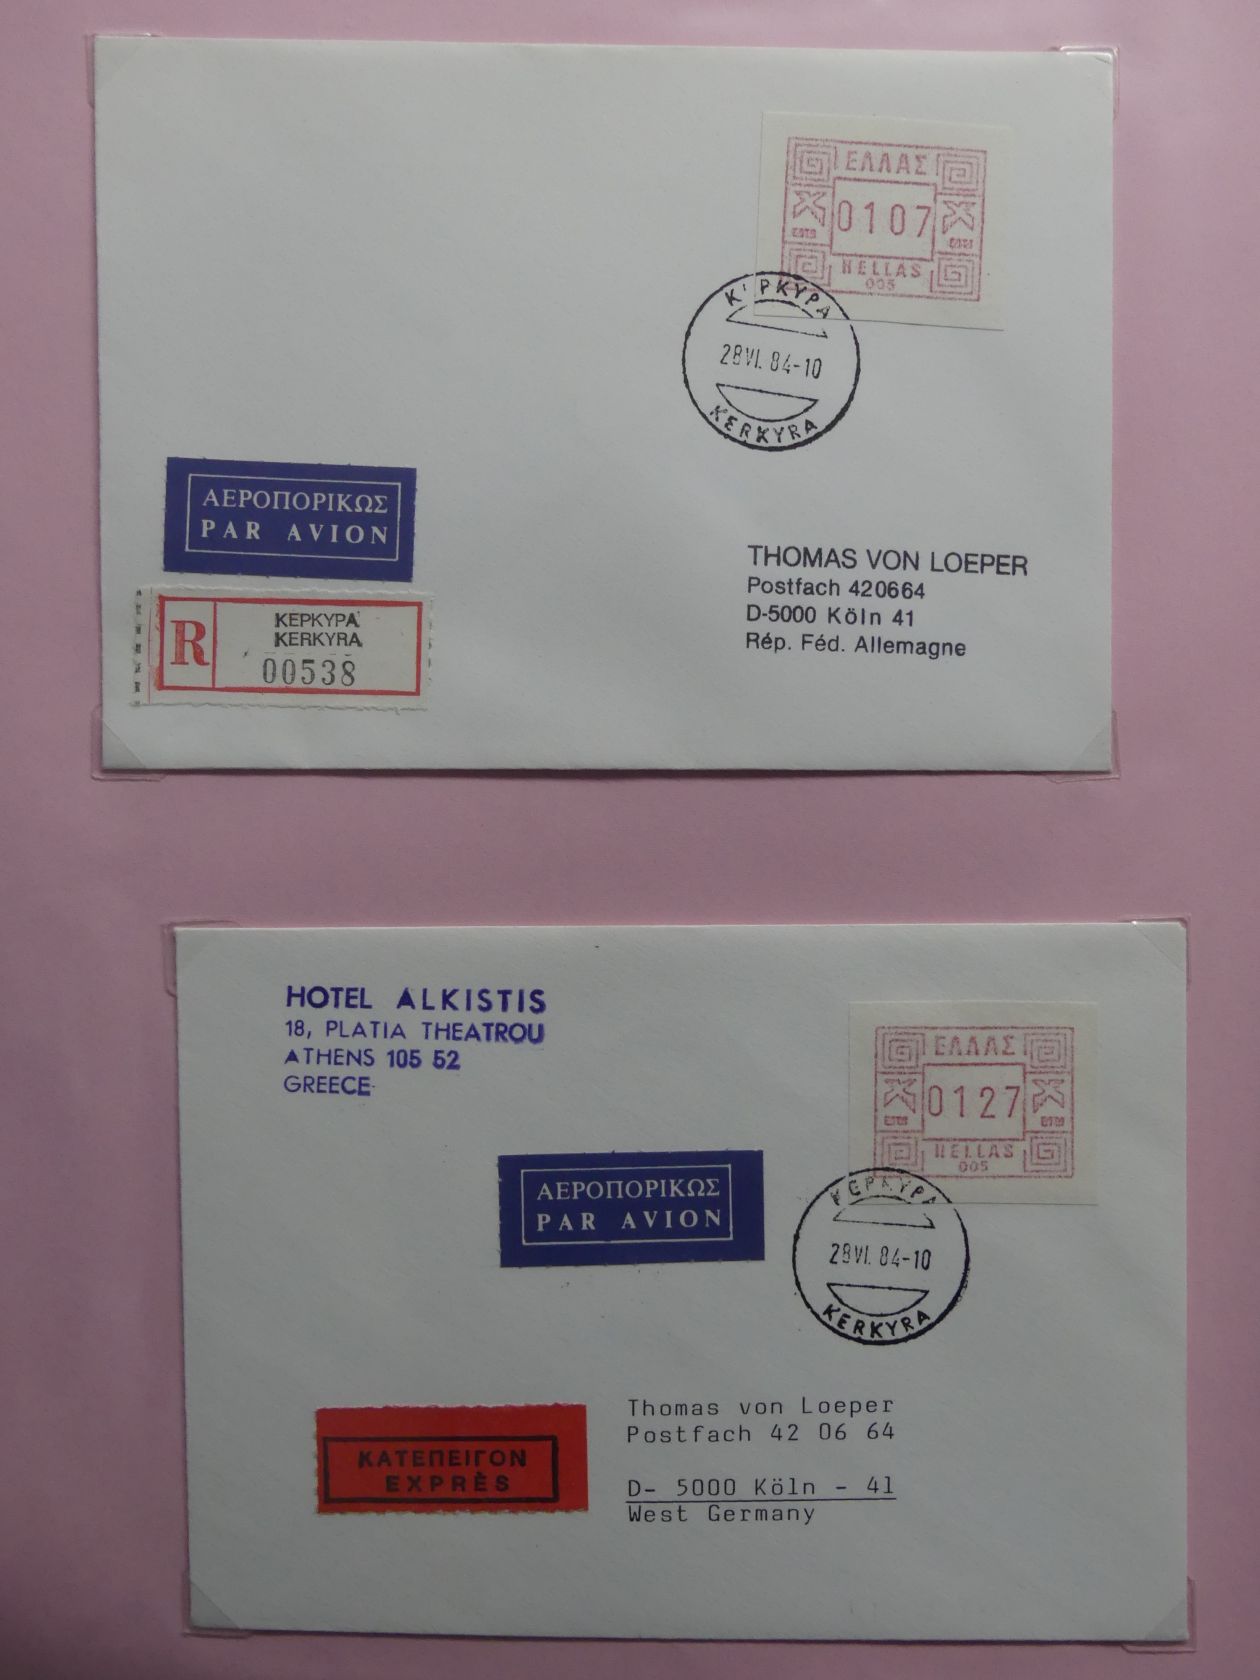 ΕΛΛΑΣ
0107
HELLAS
005
ΚΕΡΚΥΡΑ
28 VI. 84-10
KERKYRA
ΑΕΡΟΠΟΡΙΚΩΣ
PAR AVION
R
ΚΕΡΚΥΡΑ
KERKYRA
00538
THOMAS VON LOEPER
Postfach 420664
D-5000 Köln 41
Rép. Féd. Allemagne
HOTEL ALKISTIS
18, PLATIA THEATROU
ATHENS 105 52
GREECE
ΕΛΛΑΣ
0127
HELLAS
005
ΚΕΡΚΥΡΑ
28 VI. 84-10
KERKYRA
ΑΕΡΟΠΟΡΙΚΩΣ
PAR AVION
ΚΑΤΕΠΕΙΓΟΝ
EXPRÈS
Thomas von Loeper
Postfach 42 06 64
D- 5000 Köln - 41
West Germany